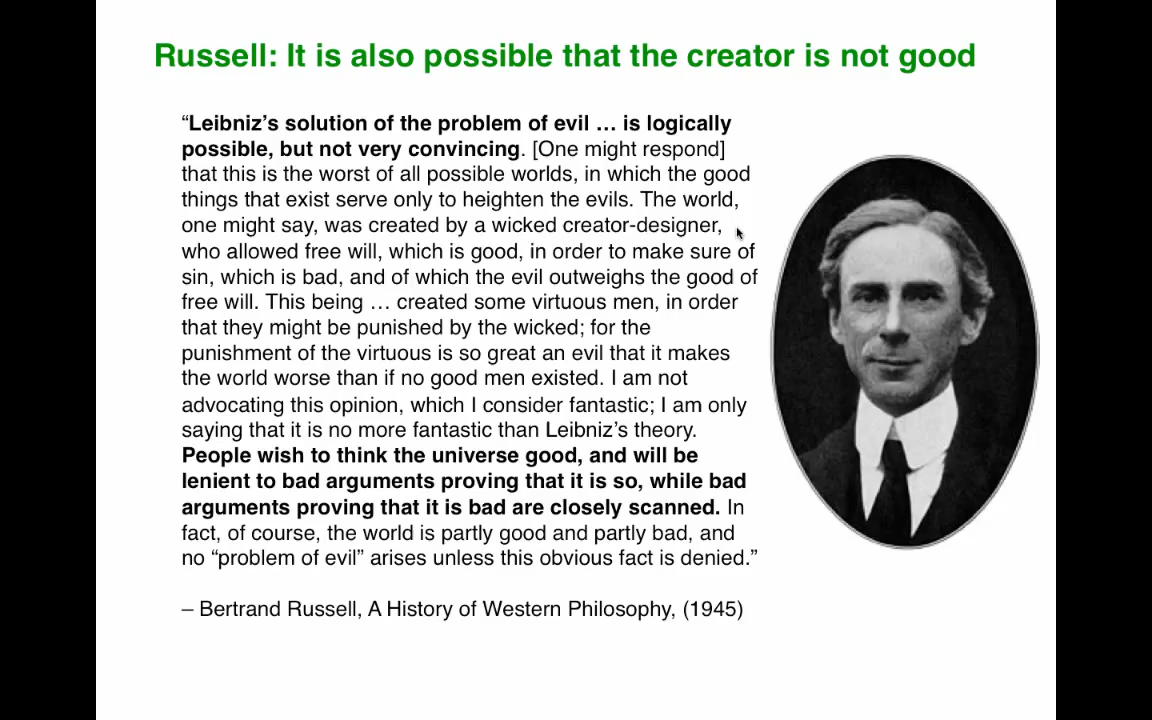 Russell: It is also possible that the creator is not good
“Leibniz’s solution of the problem of evil … is logically
possible, but not very convincing. [One might respond]
that this is the worst of all possible worlds, in which the good
things that exist serve only to heighten the evils. The world,
one might say, was created by a wicked creator-designer,
who allowed free will, which is good, in order to make sure of
sin, which is bad, and of which the evil outweighs the good of
free will. This being … created some virtuous men, in order
that they might be punished by the wicked; for the
punishment of the virtuous is so great an evil that it makes
the world worse than if no good men existed. I am not
advocating this opinion, which I consider fantastic; I am only
saying that it is no more fantastic than Leibniz’s theory.
People wish to think the universe good, and will be
lenient to bad arguments proving that it is so, while bad
arguments proving that it is bad are closely scanned. In
fact, of course, the world is partly good and partly bad, and
no “problem of evil” arises unless this obvious fact is denied.”
– Bertrand Russell, A History of Western Philosophy, (1945)